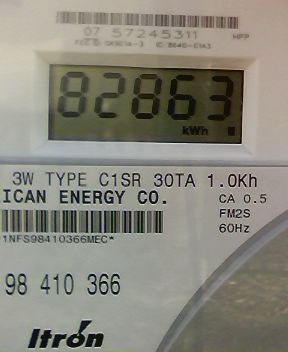 07 57245311 HPP
82863
kWh
3W TYPE C1SR 30TA 1.0Kh
ICAN ENERGY CO.
CA 0.5
FM2S
60Hz
1NFS98410366MEC*
98 410 366
Itron